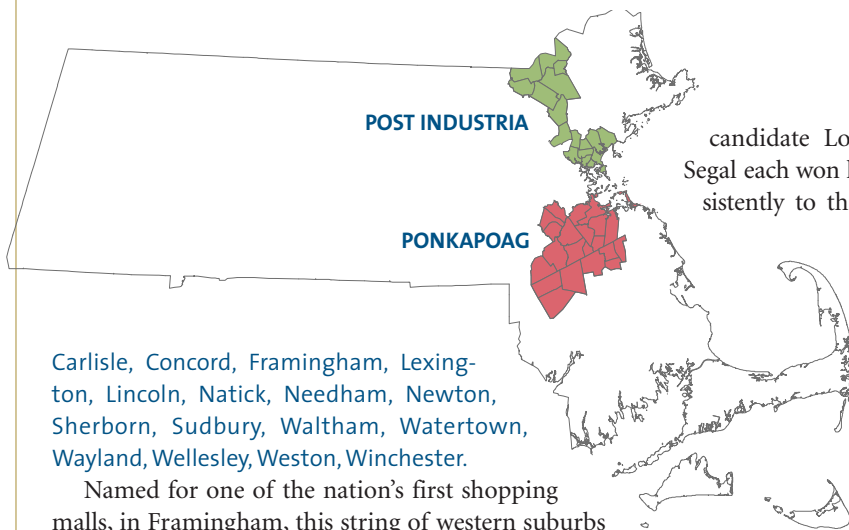 POST INDUSTRIA
PONKAPOAG
candidate Lo
Segal each won
sistently to th
Carlisle, Concord, Framingham, Lexing-
ton, Lincoln, Natick, Needham, Newton,
Sherborn, Sudbury, Waltham, Watertown,
Wayland, Wellesley, Weston, Winchester.
Named for one of the nation's first shopping
malls, in Framingham, this string of western suburbs